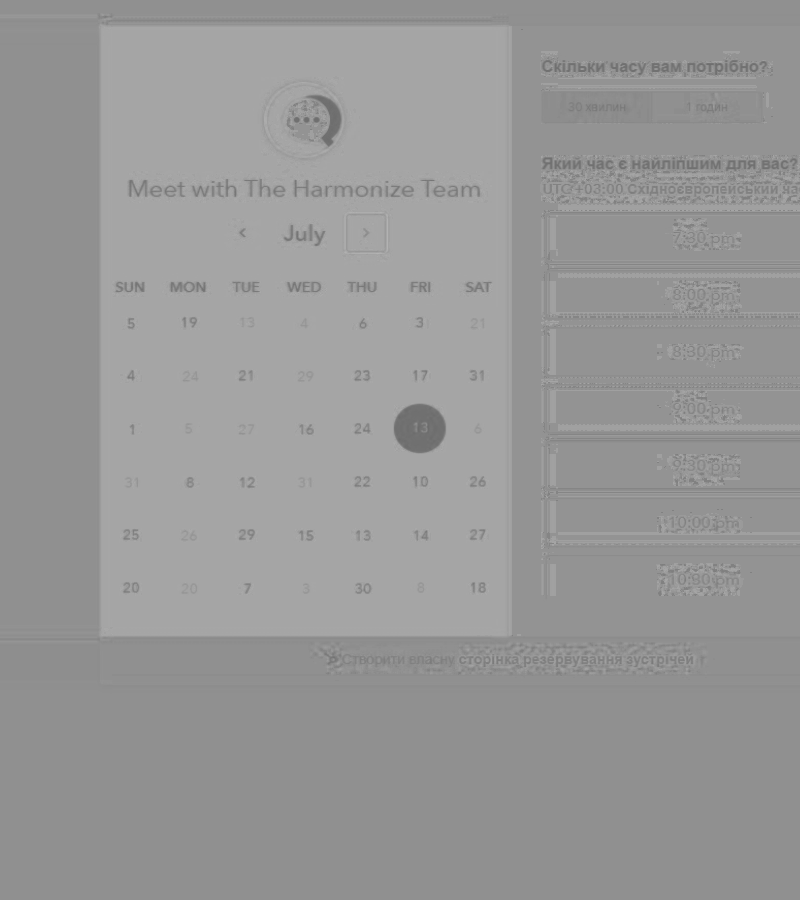 Meet with The Harmonize Team
July
SUN MON TUE WED THU FRI SAT
5 19 13 4 6 3 21
4 24 21 29 23 17 31
1 5 27 16 24 13 6
31 8 12 31 22 10 26
25 26 29 15 13 14 27
20 20 7 3 30 8 18
Скільки часу вам потрібно?
30 хвилин 1 годин
Який час є найліпшим для вас?
UTC +03:00 Східноєвропейський
7:30 pm
8:00 pm
8:30 pm
9:00 pm
9:30 pm
10:00 pm
Створити власну сторінка резервування зустрічей